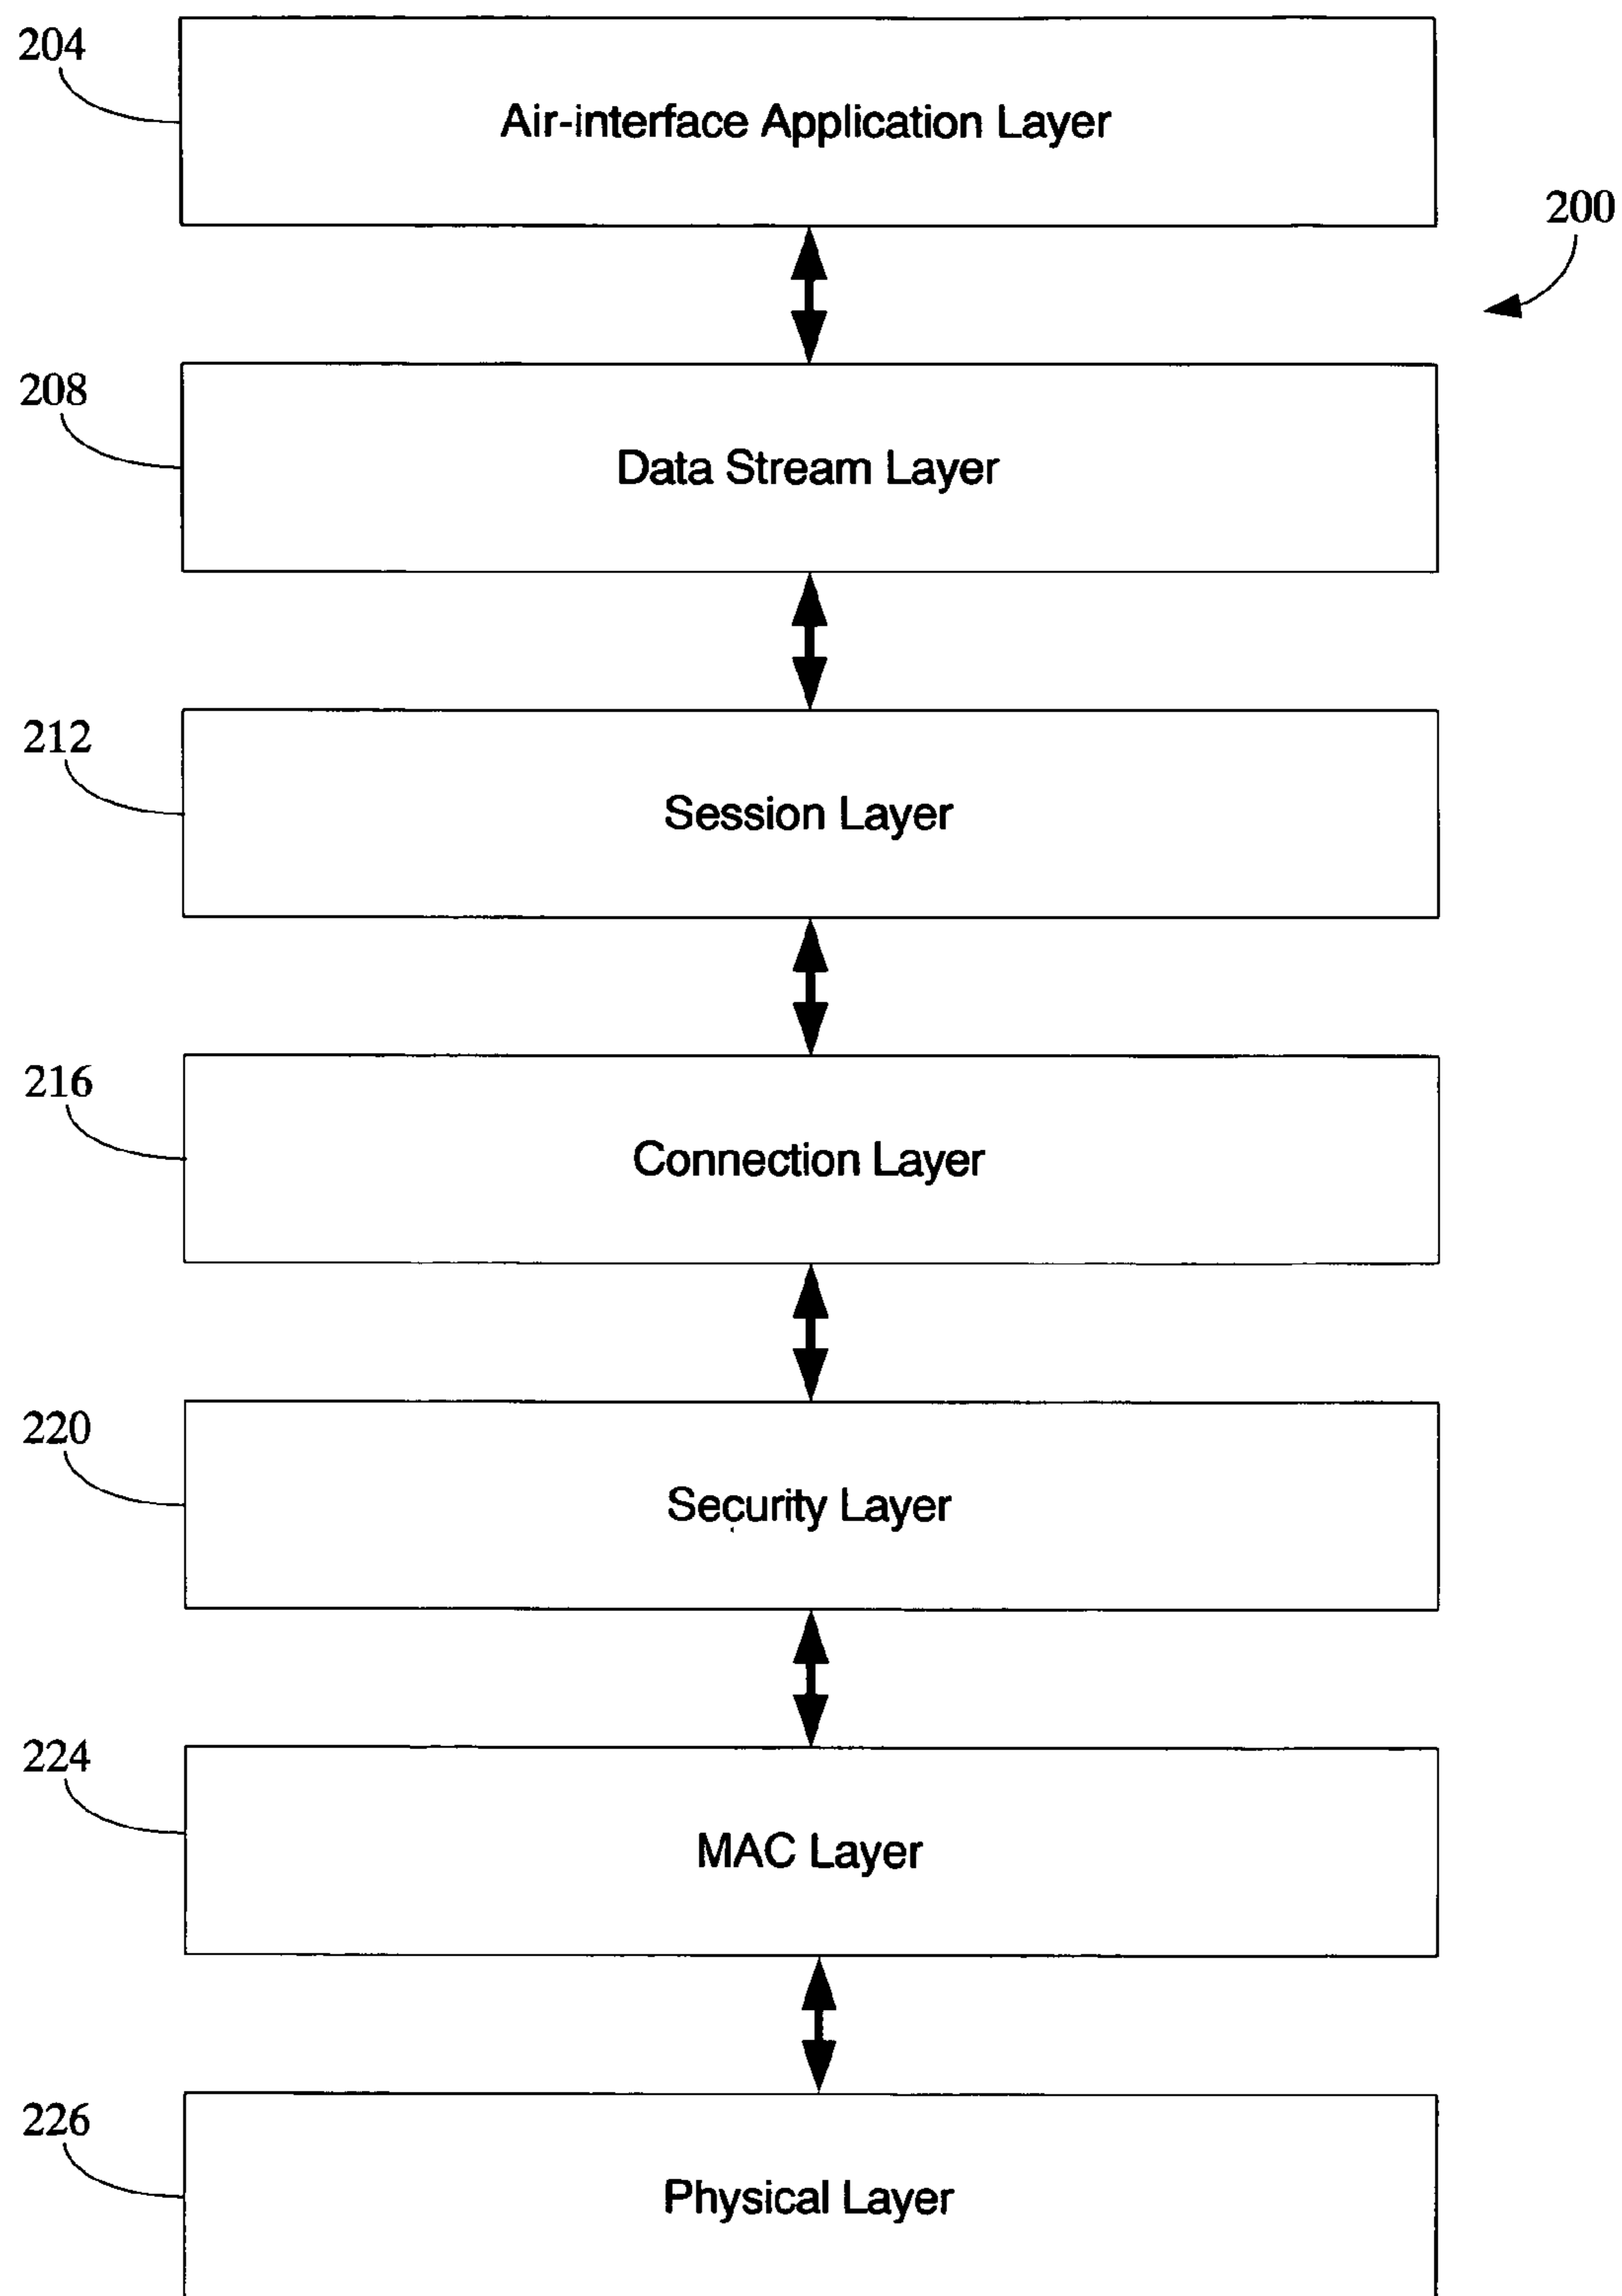 204
Air-interface Application Layer
200
208
Data Stream Layer
212
Session Layer
216
Connection Layer
220
Security Layer
224
MAC Layer
226
Physical Layer